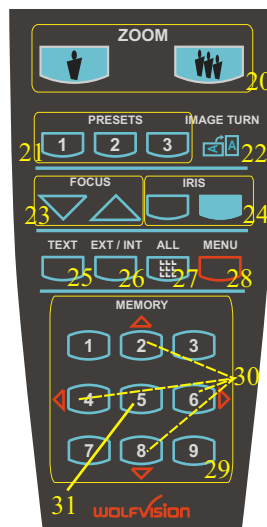 ZOOM
20
PRESETS IMAGE TURN
21 1 2 3 A A 22
FOCUS IRIS
23 24
TEXT EXT / INT ALL MENU
25 26 27 28
MEMORY
1 2 3
4 5 6 30
7 8 9 29
31
WOLFVISION